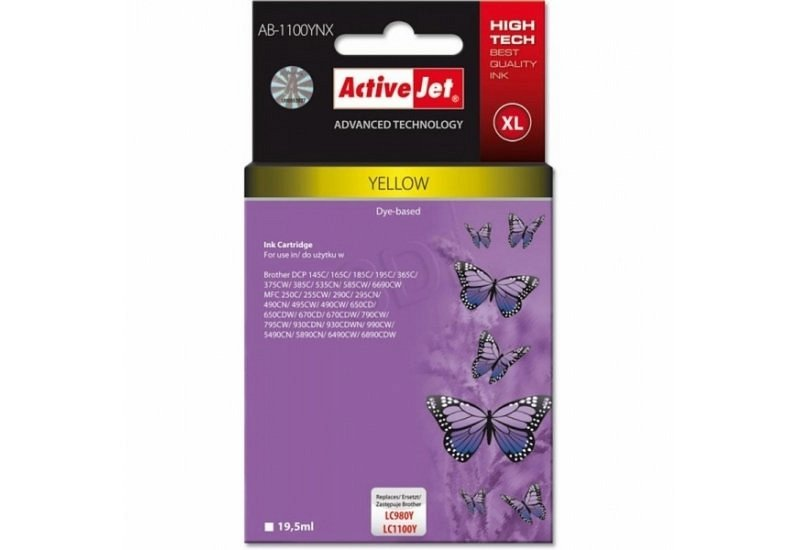 AB-1100YNX
HIGH
TECH
BEST
QUALITY
INK
XL
ActiveJet®
ADVANCED TECHNOLOGY
YELLOW
Dye-based
Ink Cartridge
For use in/ do użytku w
Brother DCP 145C/ 165C/ 185C/ 195C/ 365C/
375CW/ 385C/ 535CN/ 585CW/ 6690CW
MFC 250C/ 255CW/ 290C/ 295CN/
490CN/ 495CW/ 490CW/ 650CD/
650CDW/ 670CD/ 670CDW/ 790CW/
795CW/ 930CDN/ 930CDWN/ 990CW/
5490CN/ 5890CN/ 6490CW/ 6890CDW
Replaces/ Ersetzt/
Zastępuje Brother
LC980Y
LC1100Y
19,5ml